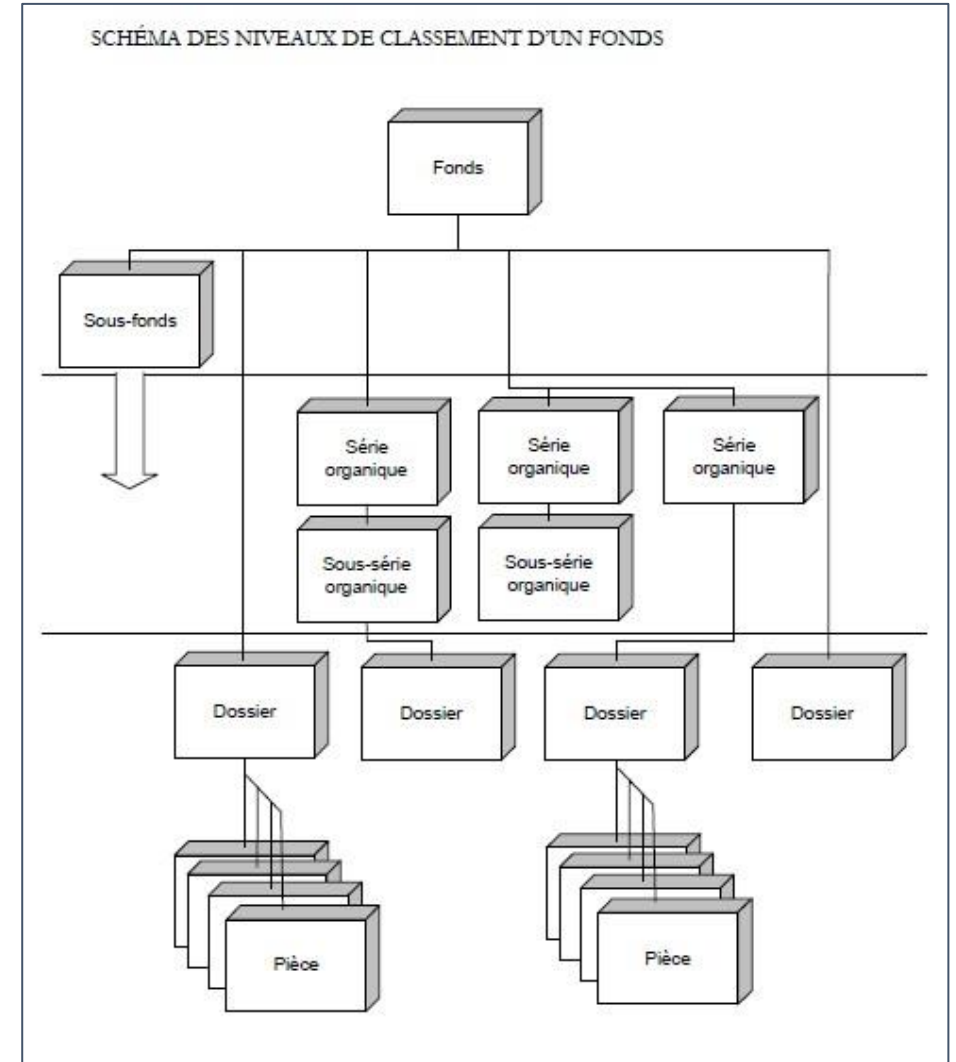 SCHÉMA DES NIVEAUX DE CLASSEMENT D'UN FONDS
Fonds
Sous-fonds
Série
organique
Série
organique
Série
organique
Sous-série
organique
Sous-série
organique
Dossier
Dossier
Dossier
Dossier
Pièce
Pièce